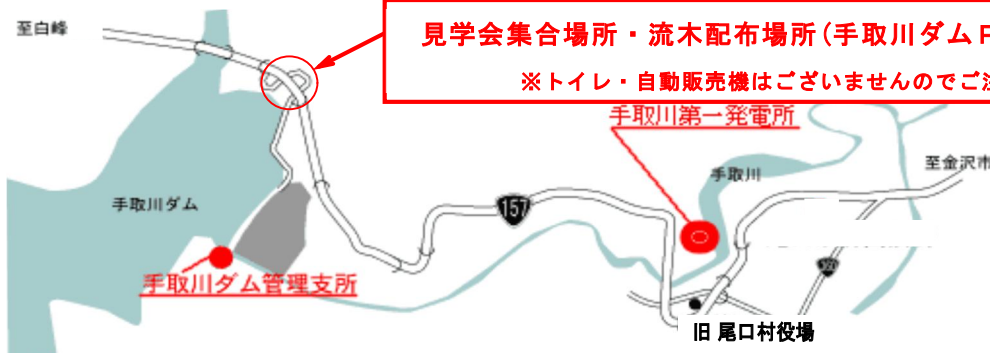 至白峰
見学会集合場所・流木配布場所(手取川ダムP
※トイレ・自動販売機はございませんのでご注
手取川第一発電所
至金沢市
手取川
手取川ダム
157
手取川ダム管理支所
旧 尾口村役場